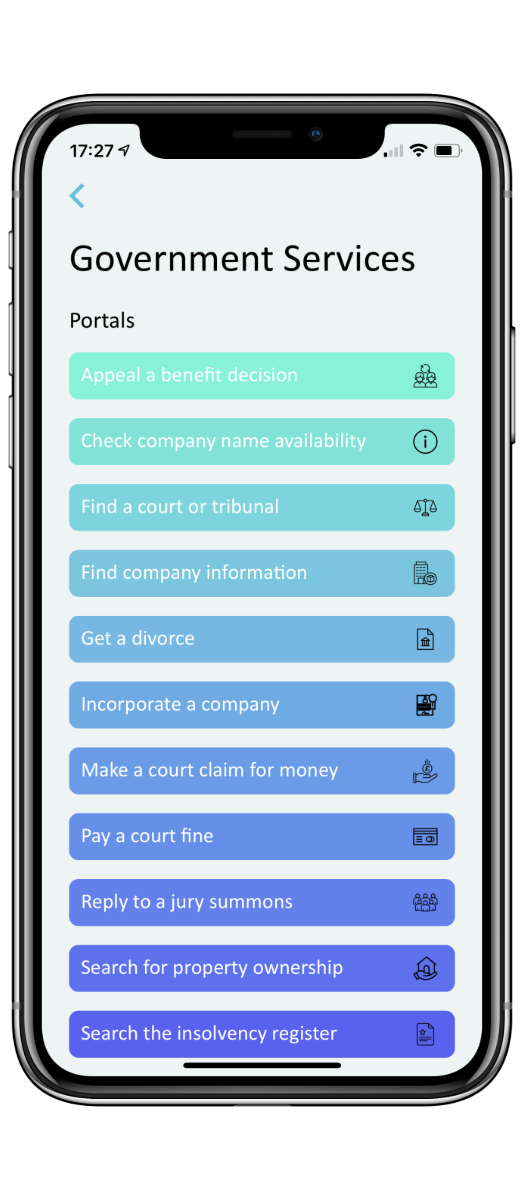 17:27
Government Services
Portals
Appeal a benefit decision
Check company name availability
Find a court or tribunal
Find company information
Get a divorce
Incorporate a company
Make a court claim for money
Pay a court fine
Reply to a jury summons
Search for property ownership
Search the insolvency register